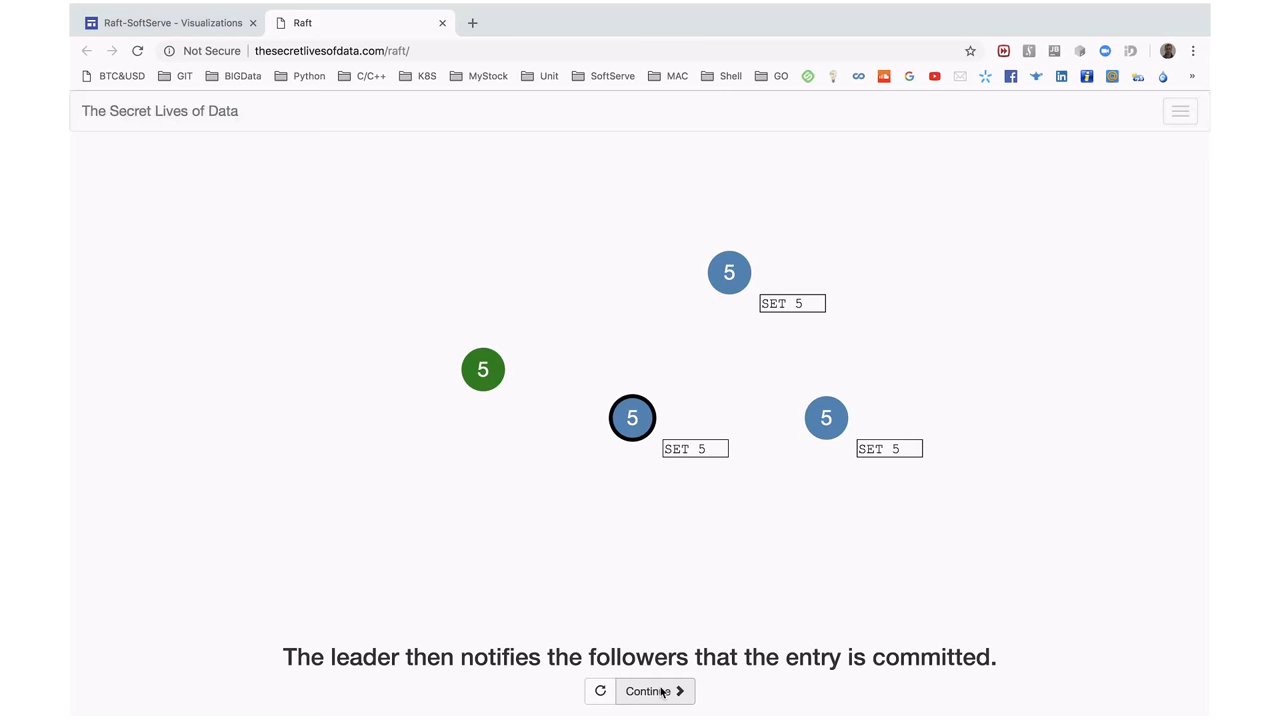 Raft-SoftServe - Visualizations
Raft
Not Secure
thesecretlivesofdata.com/raft/
BTC&USD GIT BIGData Python C/C++ K8S MyStock Unit SoftServe MAC Shell GO
The Secret Lives of Data
5
SET 5
5
5
SET 5
5
SET 5
The leader then notifies the followers that the entry is committed.
Continue